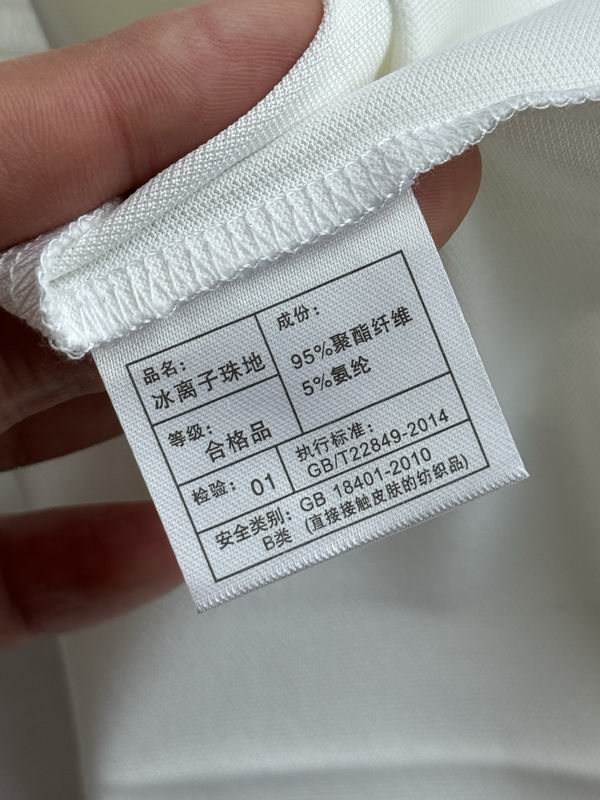 品名：
冰离子珠地
成份：
95%聚酯纤维
5%氨纶
等级：
合格品
检验：01
执行标准：
GB/T22849-2014
安全类别：
B类
GB 18401-2010
(直接接触皮肤的纺织品)